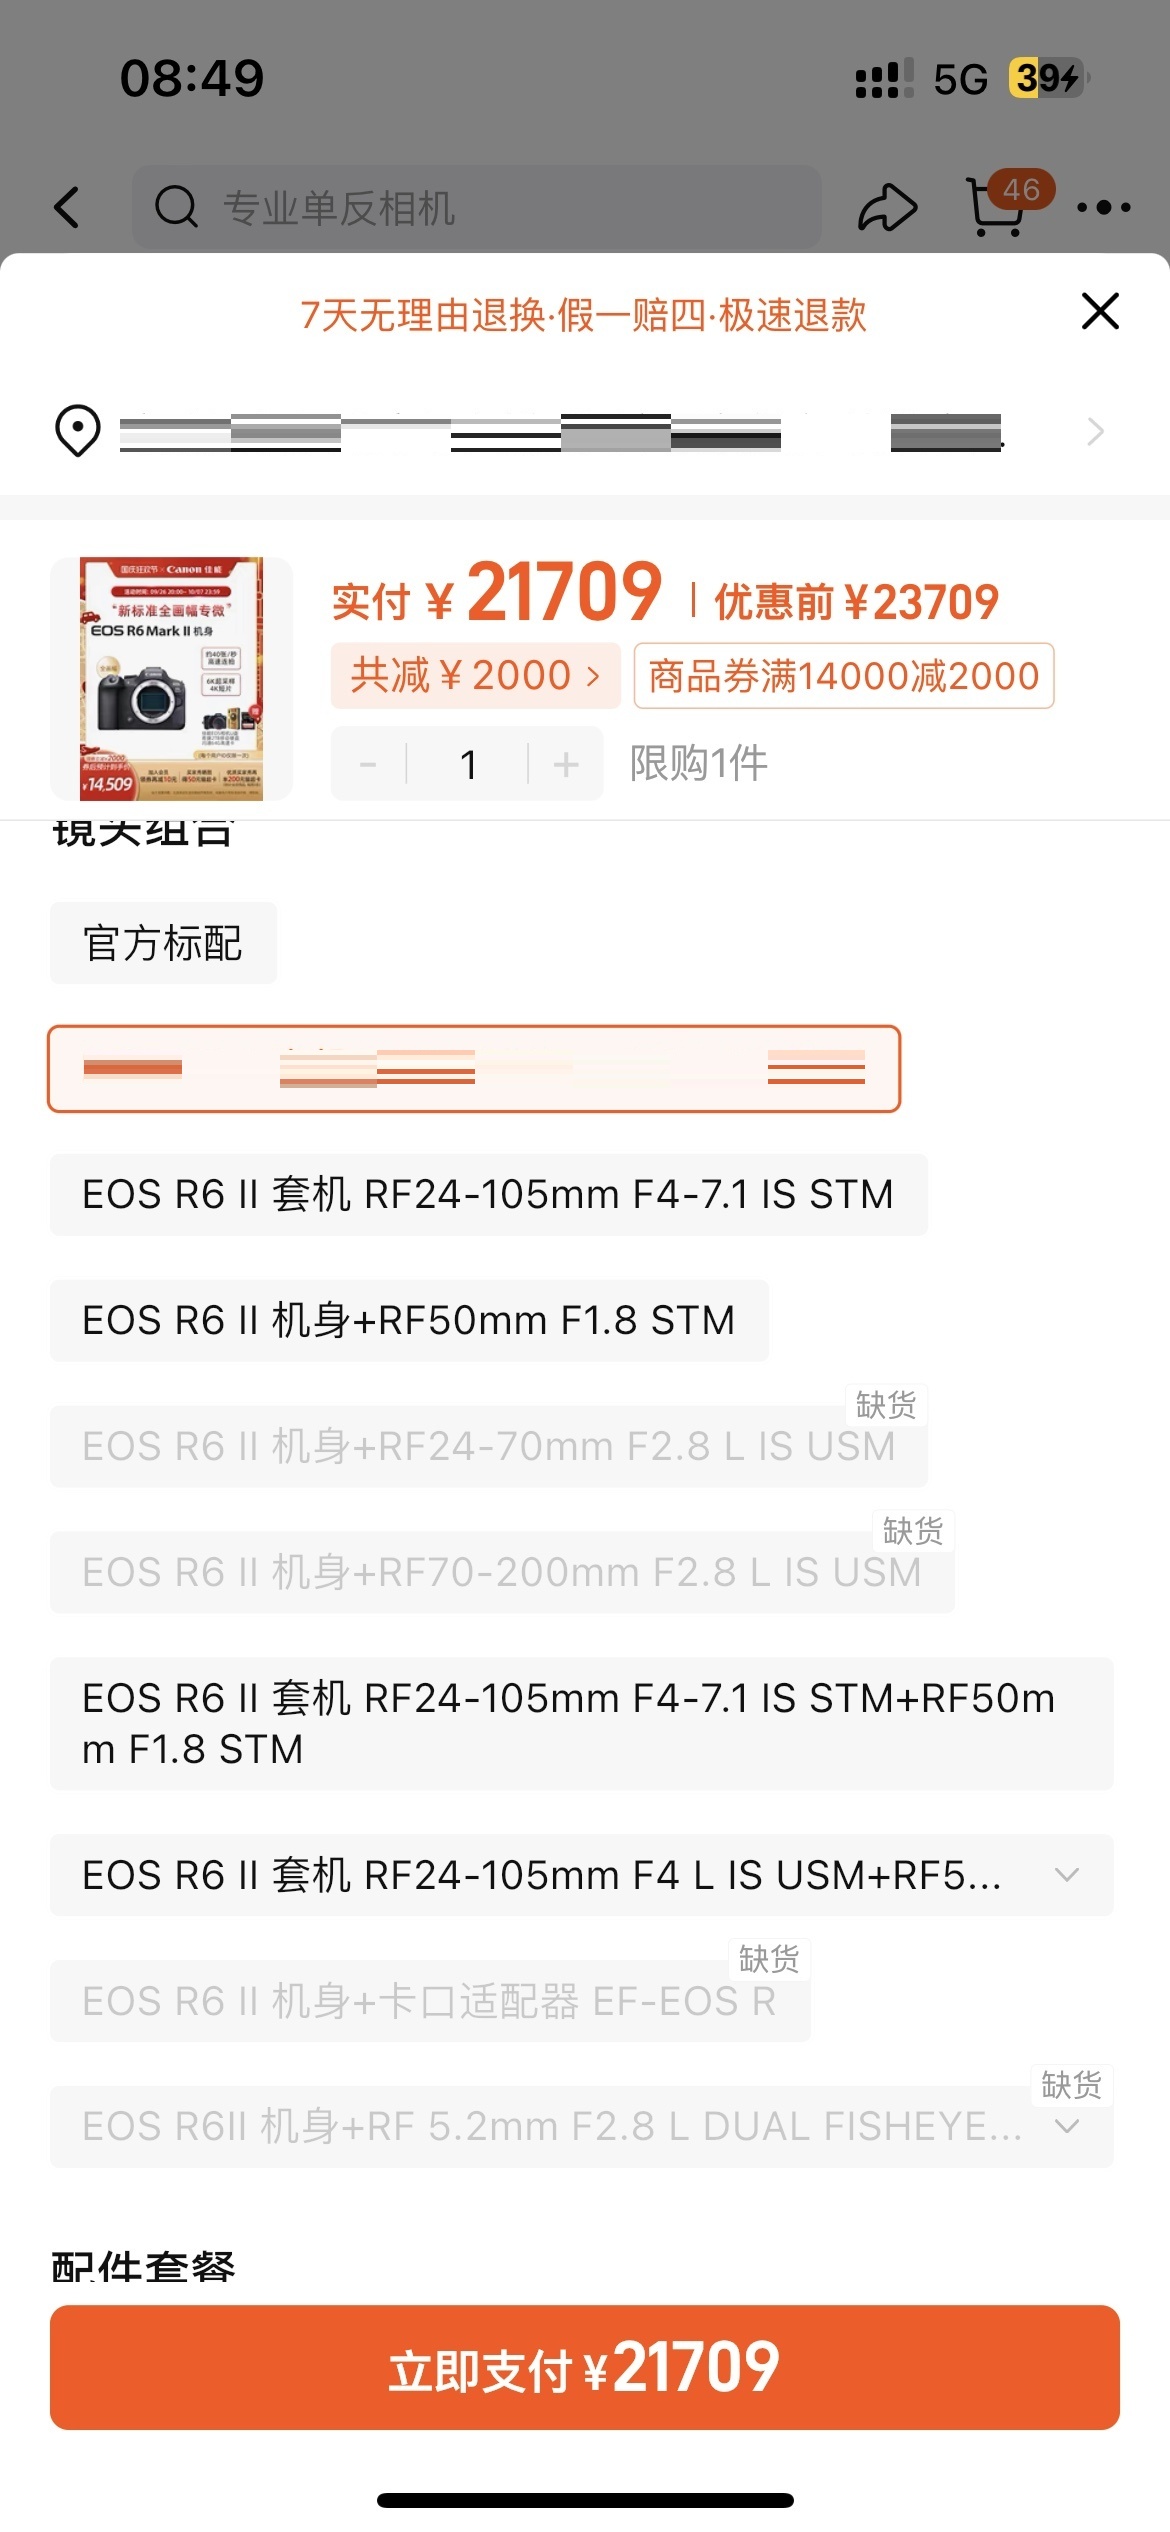 08:49
5G
39
专业单反相机
46
7天无理由退换·假一赔四·极速退款
国庆狂欢节 × Canon 佳能
"新标准全画幅专微"
EOS R6 Mark II 机身
¥14,509
实付 ¥21709 | 优惠前 ¥23709
共减 ¥ 2000 >
商品券满14000减2000
- 1 +
限购1件
镜头组合
官方标配
EOS R6 II 套机 RF24-105mm F4-7.1 IS STM
EOS R6 II 机身+RF50mm F1.8 STM
缺货
EOS R6 II 机身+RF24-70mm F2.8 L IS USM
缺货
EOS R6 II 机身+RF70-200mm F2.8 L IS USM
EOS R6 II 套机 RF24-105mm F4-7.1 IS STM+RF50m
m F1.8 STM
EOS R6 II 套机 RF24-105mm F4 L IS USM+RF5...
缺货
EOS R6 II 机身+卡口适配器 EF-EOS R
缺货
EOS R6II 机身+RF 5.2mm F2.8 L DUAL FISHEYE...
配件套餐
立即支付 ¥21709